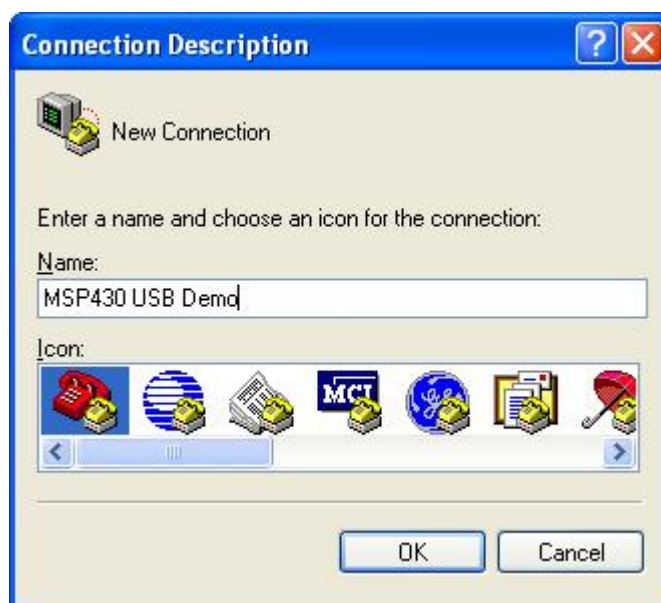 Connection Description
New Connection
Enter a name and choose an icon for the connection:
Name:
MSP430 USB Demo
Icon:
MCI
OK Cancel